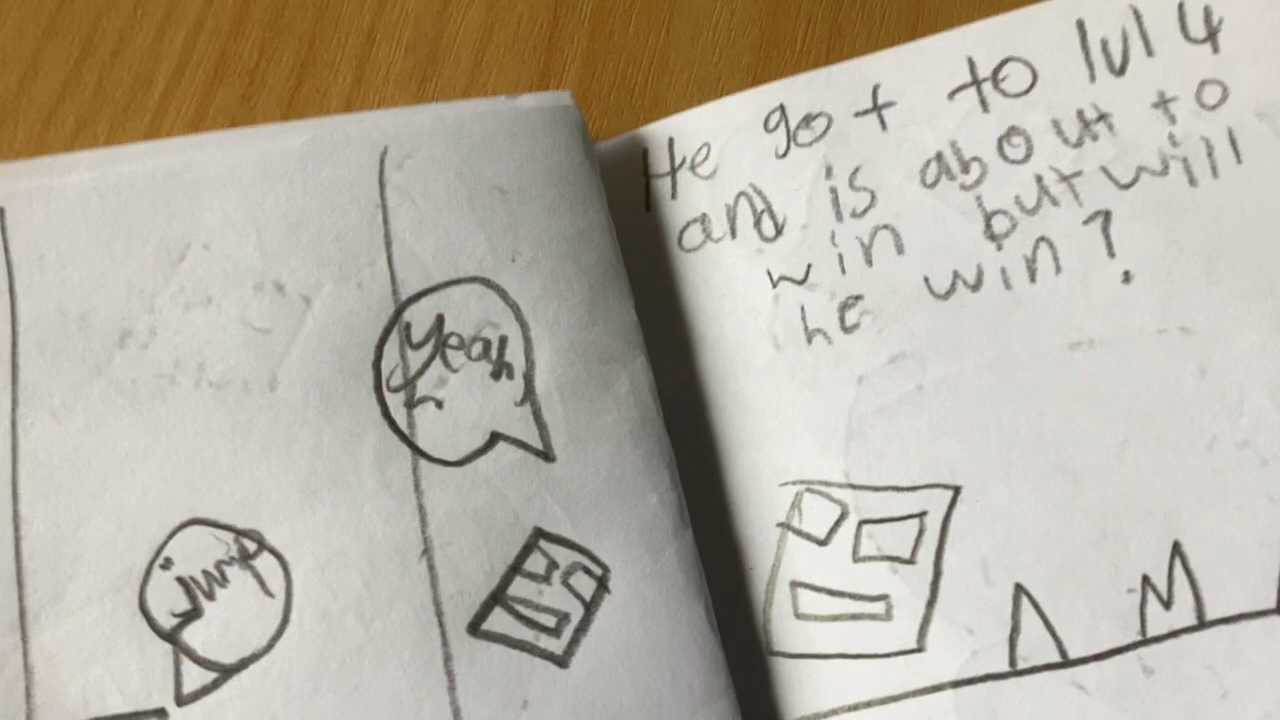 yeah
Jump
He got to lvl 4
and is about to
win but will
he win?